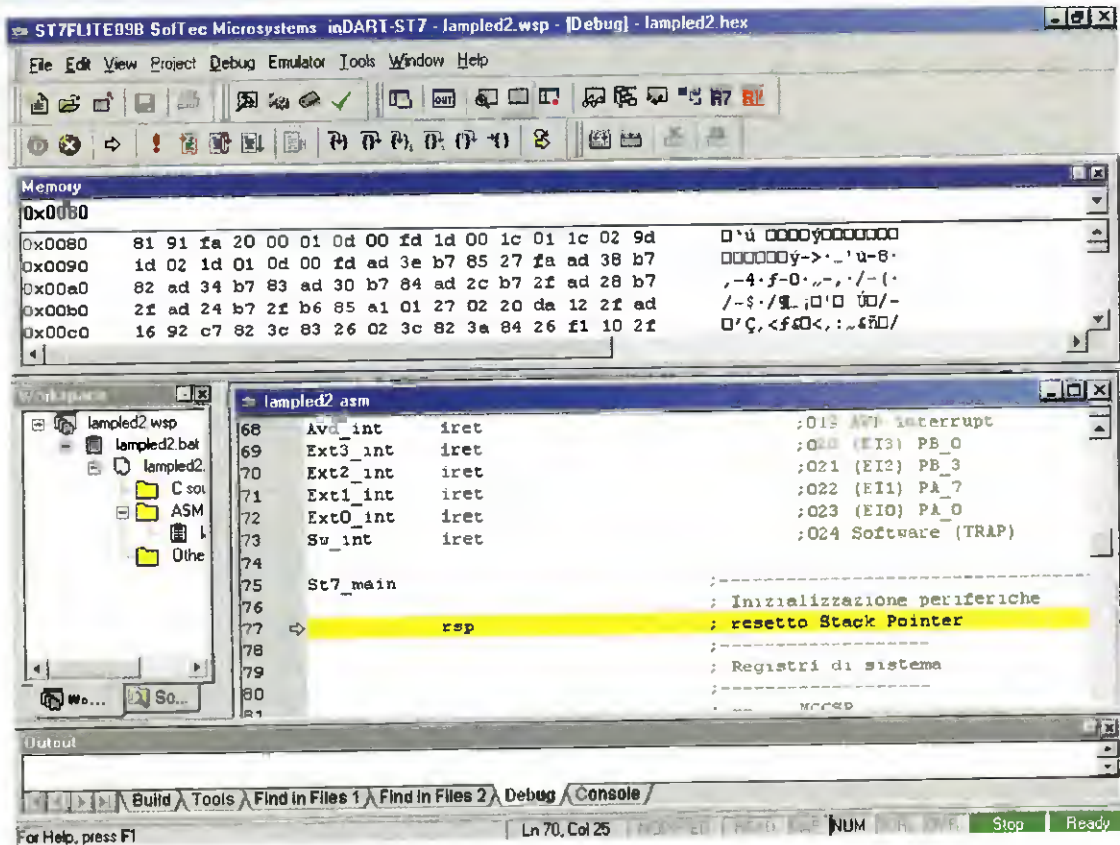 ST7FLITE09B SofTec Microsystems inDART-ST7 - lampled2.wsp - [Debug] - lampled2.hex
File Edit View Project Debug Emulator Tools Window Help
OUT
R7
Memory
0x0080
0x0080 81 91 fa 20 00 01 0d 00 fd 1d 00 1c 01 1c 02 9d
0x0090 1d 02 1d 01 0d 00 fd ad 3e b7 85 27 fa ad 38 b7
0x00a0 82 ad 34 b7 83 ad 30 b7 84 ad 2c b7 2f ad 28 b7
0x00b0 2f ad 24 b7 2f b6 85 a1 01 27 02 20 da 12 2f ad
0x00c0 16 92 c7 82 3c 83 26 02 3c 82 3a 84 26 f1 10 2f
Workspace
lampled2.wsp
lampled2.bat
lampled2.
C sou
ASM
l
Othe
Wo...
So...
lampled2.asm
68 Avd_int iret ;019 AVD interrupt
69 Ext3_int iret ;020 (EI3) PB_0
70 Ext2_int iret ;021 (EI2) PB_3
71 Ext1_int iret ;022 (EI1) PA_7
72 Ext0_int iret ;023 (EI0) PA_0
73 Sw_int iret ;024 Software (TRAP)
74
75 St7_main ;----------------------------------
76 ; Inizializzazione periferiche
77 rsp ; resetto Stack Pointer
78 ;-------------------
79 ; Registri di sistema
80 ;-------------------
81
Output
Build Tools Find in Files 1 Find in Files 2 Debug Console
For Help, press F1
Ln 70, Col 25
NUM
Stop
Ready